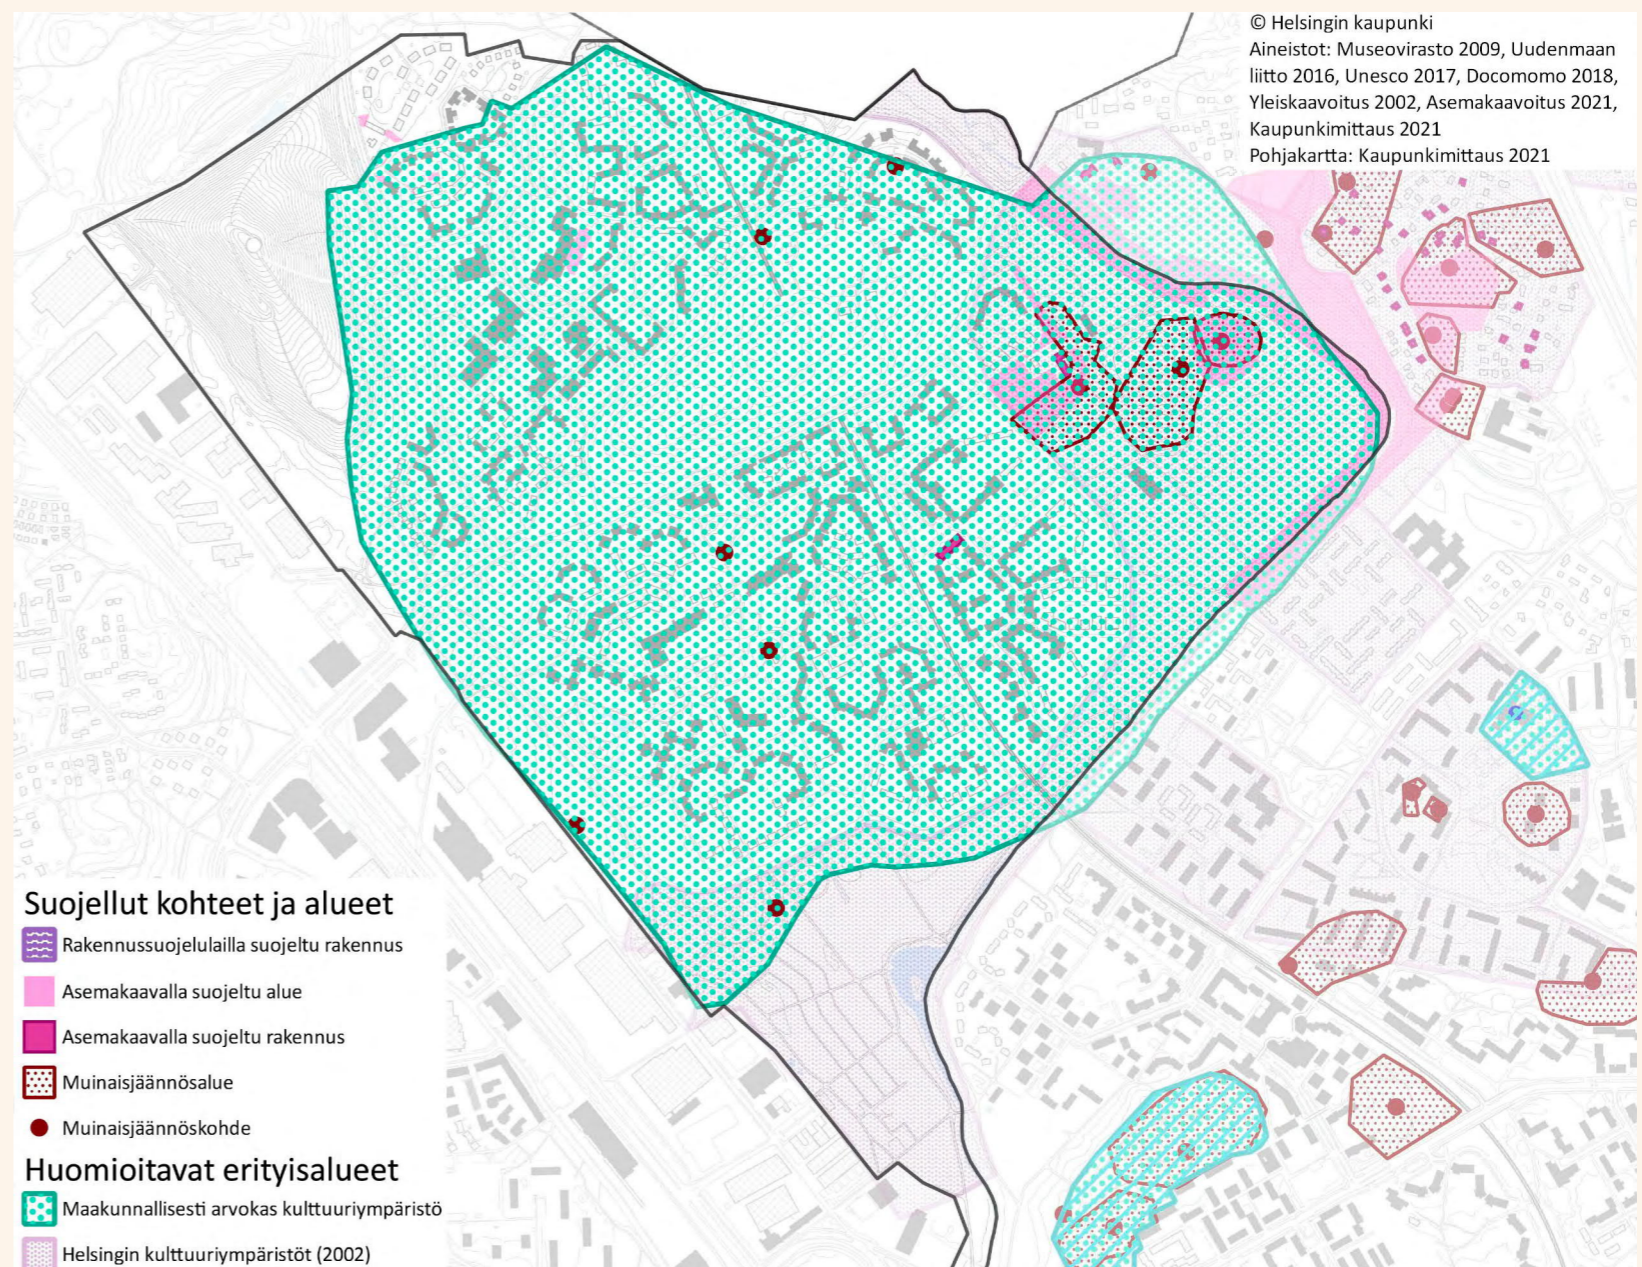 © Helsingin kaupunki
Aineistot: Museovirasto 2009, Uudenmaan
liitto 2016, Unesco 2017, Docomomo 2018,
Yleiskaavoitus 2002, Asemakaavoitus 2021,
Kaupunkimittaus 2021
Pohjakartta: Kaupunkimittaus 2021
Suojellut kohteet ja alueet
Rakennussuojelulailla suojeltu rakennus
Asemakaavalla suojeltu alue
Asemakaavalla suojeltu rakennus
Muinaisjäännösalue
Muinaisjäännöskohde
Huomioitavat erityisalueet
Maakunnallisesti arvokas kulttuuriympäristö
Helsingin kulttuuriympäristöt (2002)